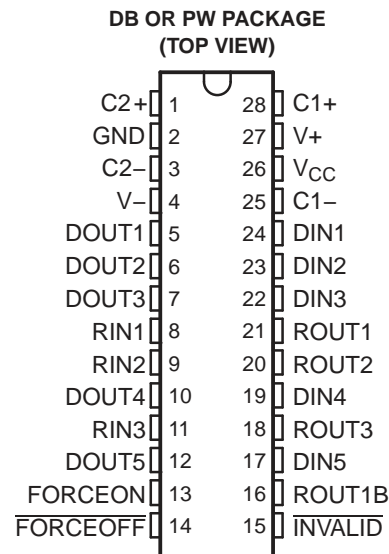 DB OR PW PACKAGE
(TOP VIEW)
C2+ 1 28 C1+
GND 2 27 V+
C2− 3 26 VCC
V− 4 25 C1−
DOUT1 5 24 DIN1
DOUT2 6 23 DIN2
DOUT3 7 22 DIN3
RIN1 8 21 ROUT1
RIN2 9 20 ROUT2
DOUT4 10 19 DIN4
RIN3 11 18 ROUT3
DOUT5 12 17 DIN5
FORCEON 13 16 ROUT1B
FORCEOFF 14 15 INVALID